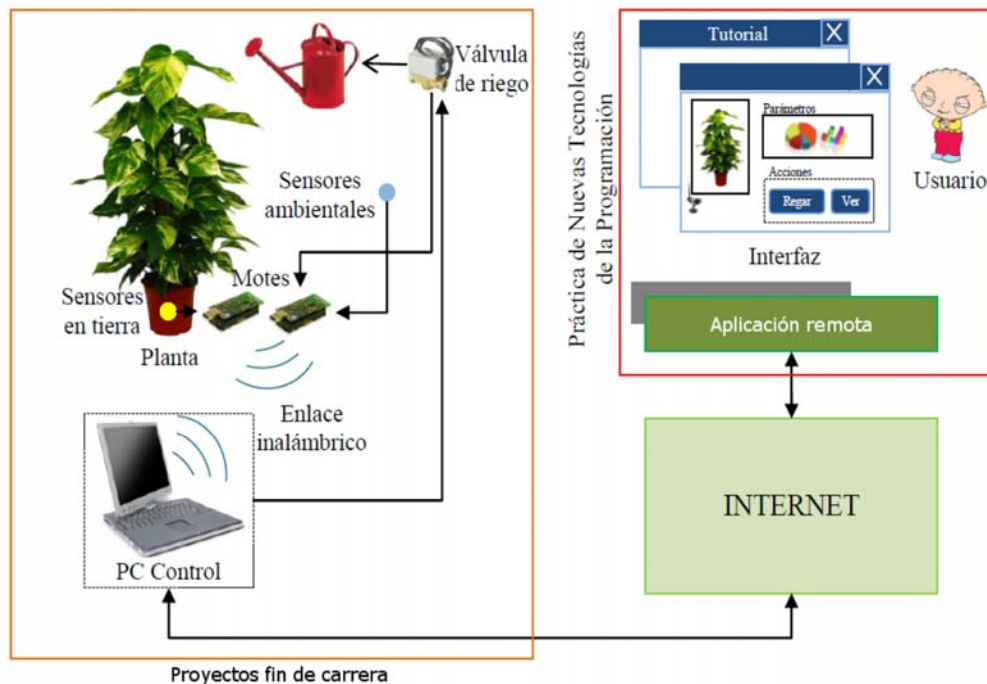 Válvula
de riego
Sensores
ambientales
Motes
Sensores
en tierra
Planta
Enlace
inalámbrico
PC Control
Proyectos fin de carrera
Práctica de Nuevas Tecnologías
de la Programación
Tutorial
X
X
Parámetros
Acciones
Regar
Ver
Usuario
Interfaz
Aplicación remota
INTERNET